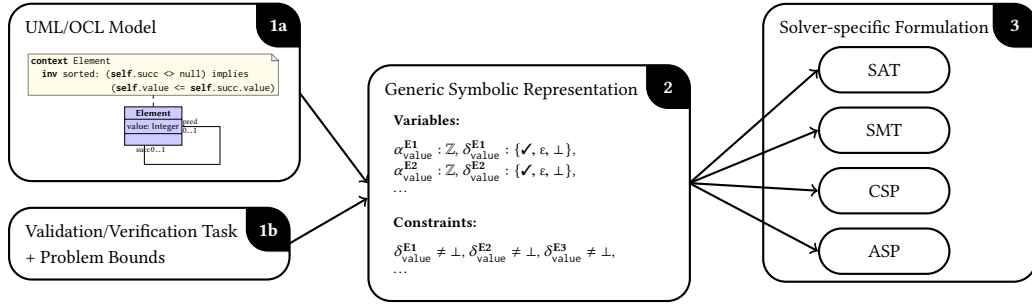 UML/OCL Model
1a
context Element
inv sorted: (self.succ <> null) implies
(self.value <= self.succ.value)
Element
value: Integer
pred
0..1
succ0..1
Validation/Verification Task
+ Problem Bounds
1b
Generic Symbolic Representation
2
Variables:
α^E1_value : ℤ, δ^E1_value : {✓, ε, ⊥},
α^E2_value : ℤ, δ^E2_value : {✓, ε, ⊥},
...
Constraints:
δ^E1_value ≠ ⊥, δ^E2_value ≠ ⊥, δ^E3_value ≠ ⊥,
...
Solver-specific Formulation
3
SAT
SMT
CSP
ASP